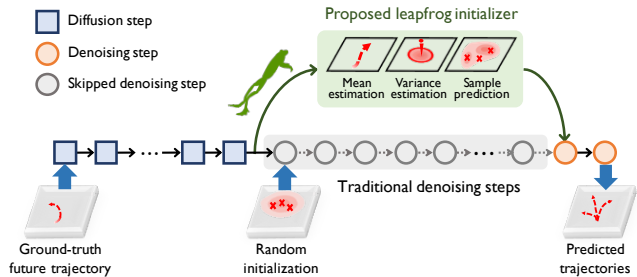 Proposed leapfrog initializer
Diffusion step
Denoising step
Skipped denoising step
Mean
estimation
Variance
estimation
Sample
prediction
...
...
Traditional denoising steps
Ground-truth
future trajectory
Random
initialization
Predicted
trajectories